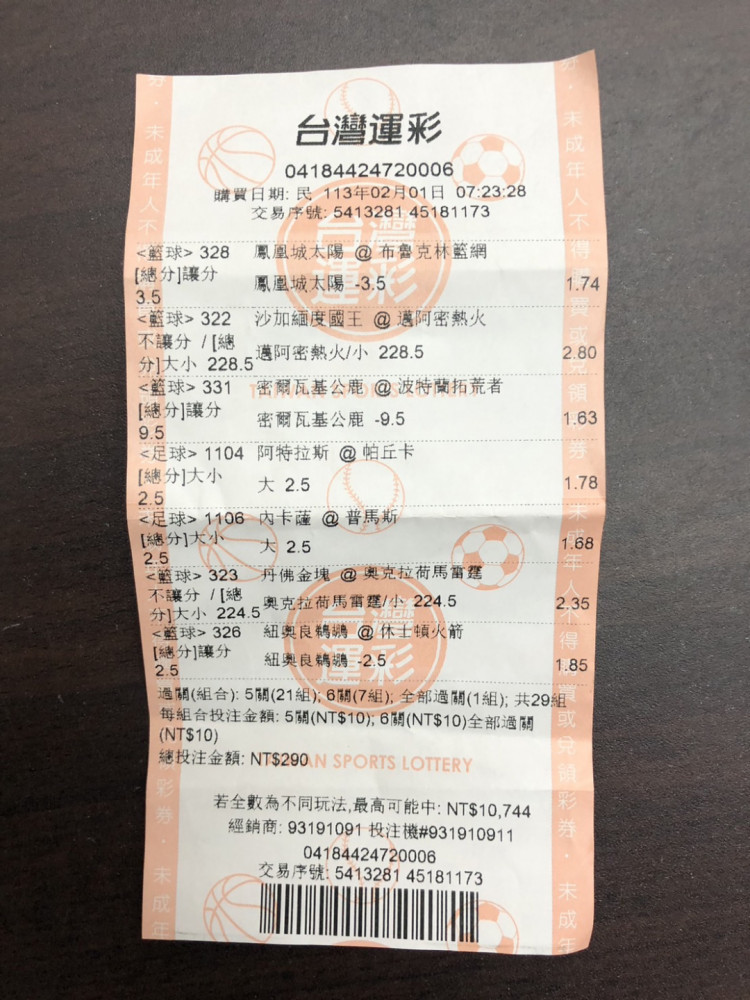 台灣運彩
04184424720006
購買日期: 民 113年02月01日 07:23:28
交易序號: 5413281 45181173
<籃球> 328 鳳凰城太陽 @ 布魯克林籃網
[總分]讓分
3.5
鳳凰城太陽 -3.5 1.74
<籃球> 322 沙加緬度國王 @ 邁阿密熱火
不讓分 / [總
分]大小 228.5
邁阿密熱火/小 228.5 2.80
<籃球> 331 密爾瓦基公鹿 @ 波特蘭拓荒者
[總分]讓分
9.5
密爾瓦基公鹿 -9.5 1.63
<足球> 1104 阿特拉斯 @ 帕丘卡
[總分]大小
2.5
大 2.5 1.78
<足球> 1106 內卡薩 @ 普馬斯
[總分]大小
2.5
大 2.5 1.68
<籃球> 323 丹佛金塊 @ 奧克拉荷馬雷霆
不讓分 / [總
分]大小 224.5
奧克拉荷馬雷霆/小 224.5 2.35
<籃球> 326 紐奧良鵜鶘 @ 休士頓火箭
[總分]讓分
2.5
紐奧良鵜鶘 -2.5 1.85
過關(組合): 5關(21組); 6關(7組); 全部過關(1組); 共29組
每組合投注金額: 5關(NT$10); 6關(NT$10)全部過關
(NT$10)
總投注金額: NT$290
SPORTS LOTTERY
若全數為不同玩法,最高可能中: NT$10,744
經銷商: 93191091 投注機#931910911
04184424720006
交易序號: 5413281 45181173